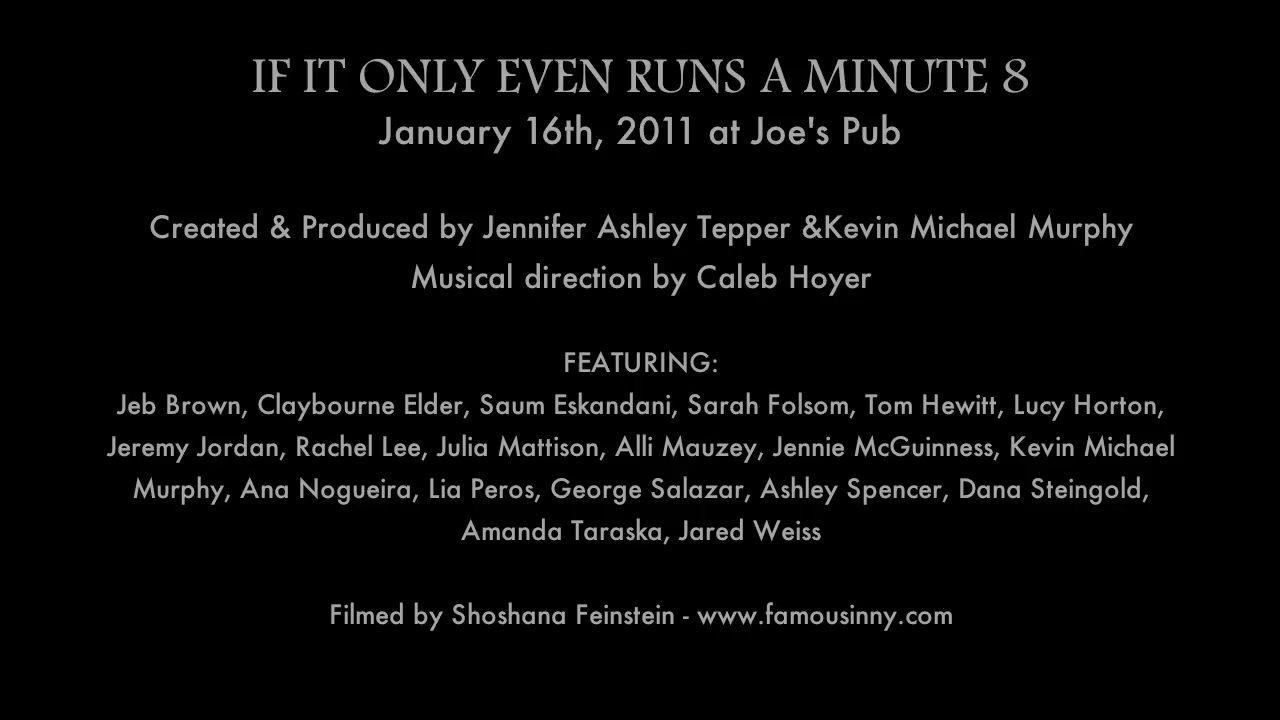 IF IT ONLY EVEN RUNS A MINUTE 8
January 16th, 2011 at Joe's Pub
Created & Produced by Jennifer Ashley Tepper &Kevin Michael Murphy
Musical direction by Caleb Hoyer
FEATURING:
Jeb Brown, Claybourne Elder, Saum Eskandani, Sarah Folsom, Tom Hewitt, Lucy Horton,
Jeremy Jordan, Rachel Lee, Julia Mattison, Alli Mauzey, Jennie McGuinness, Kevin Michael
Murphy, Ana Nogueira, Lia Peros, George Salazar, Ashley Spencer, Dana Steingold,
Amanda Taraska, Jared Weiss
Filmed by Shoshana Feinstein - www.famousinny.com